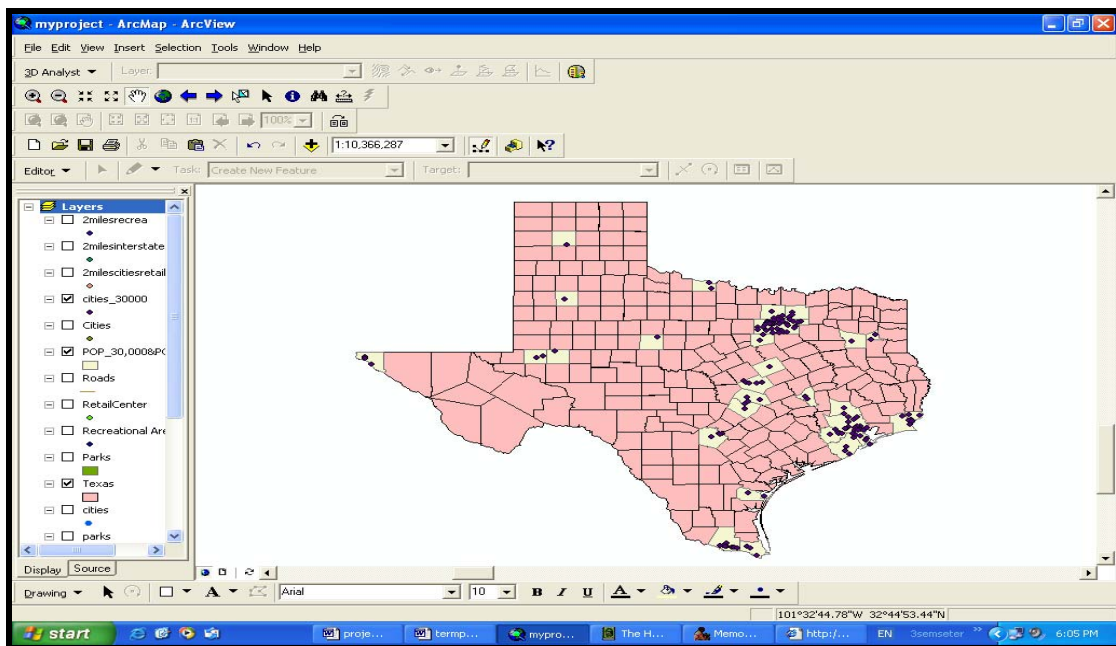 myproject - ArcMap - ArcView
File Edit View Insert Selection Tools Window Help
3D Analyst Layer:
100%
1:10,366,287
Editor Task: Create New Feature Target:
Layers
2milesrecrea
2milesinterstate
2milescitiesretail
cities_30000
Cities
POP_30,000&PO
Roads
RetailCenter
Recreational Are
Parks
Texas
cities
parks
Display Source
Drawing A Arial 10 B I U A
101°32'44.78"W 32°44'53.44"N
start proje... termp... mypro... The H... Memo... http:/... EN 3semseter 6:05 PM